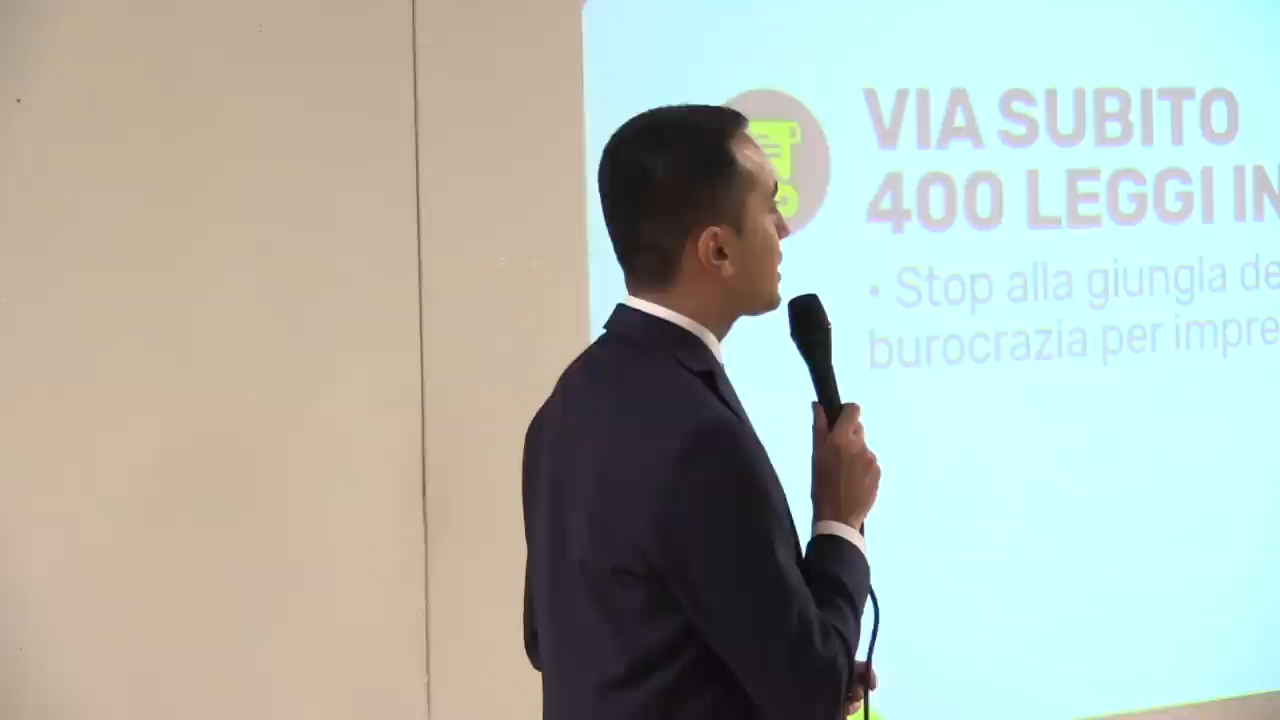 VIA SUBITO
400 LEGGI IN
• Stop alla giungla de
burocrazia per impre